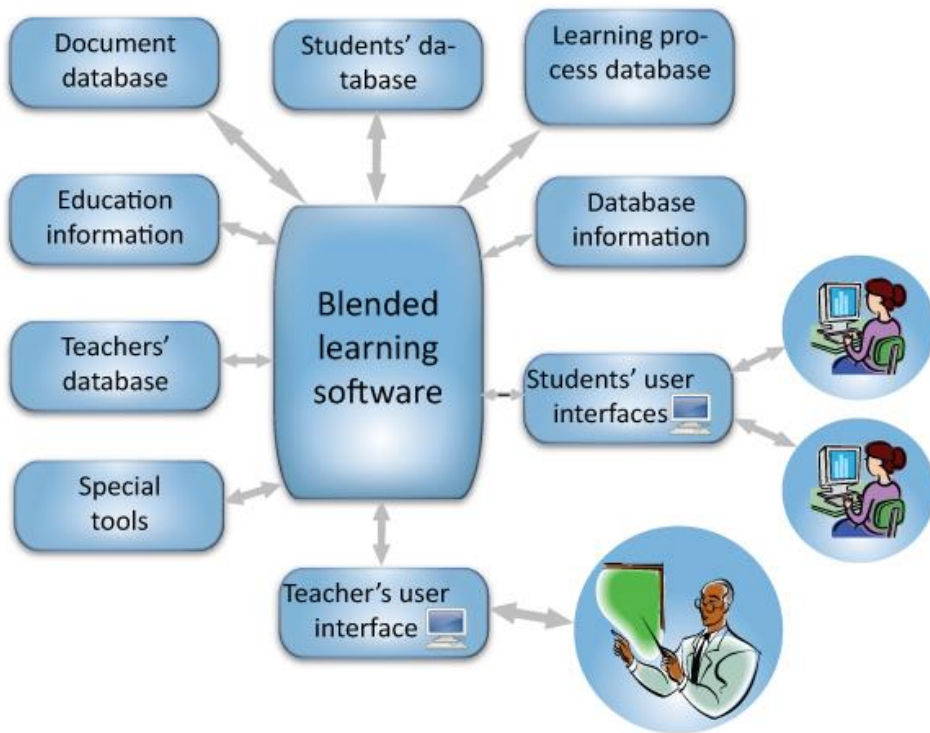 Document
database
Students’ da-
tabase
Learning pro-
cess database
Education
information
Database
information
Blended
learning
software
Teachers’
database
Students’ user
interfaces
Special
tools
Teacher’s user
interface